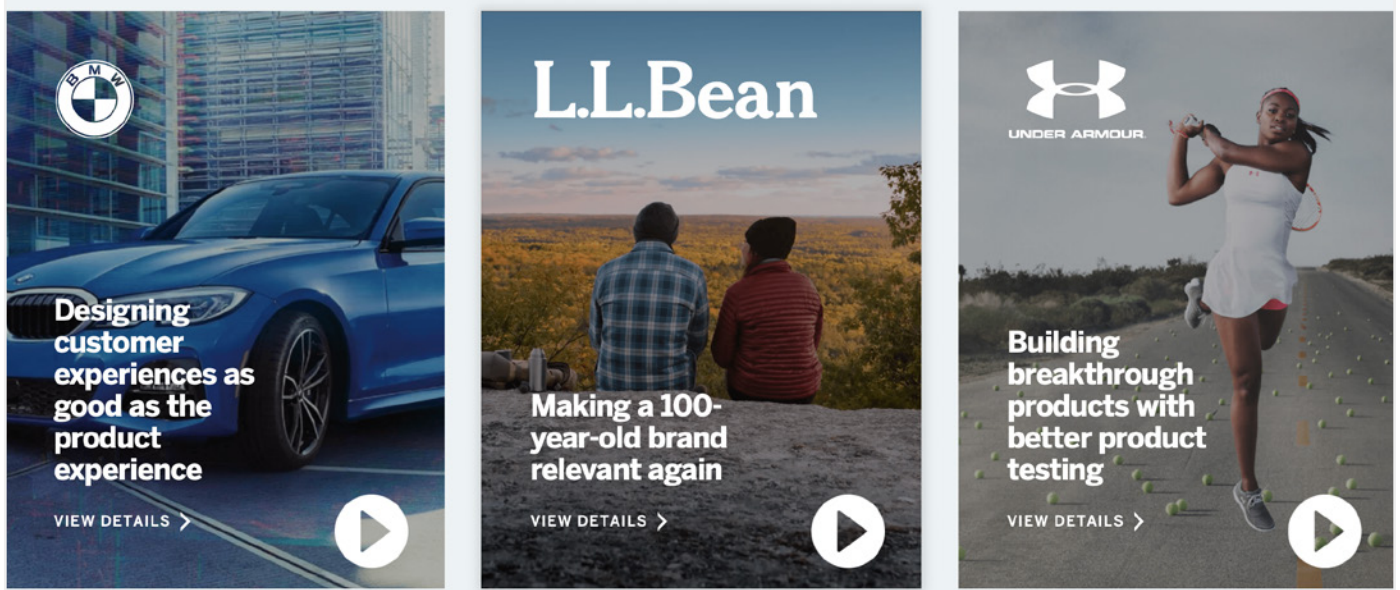 BMW
Designing
customer
experiences as
good as the
product
experience
VIEW DETAILS
L.L.Bean
Making a 100-
year-old brand
relevant again
VIEW DETAILS
UNDER ARMOUR
Building
breakthrough
products with
better product
testing
VIEW DETAILS